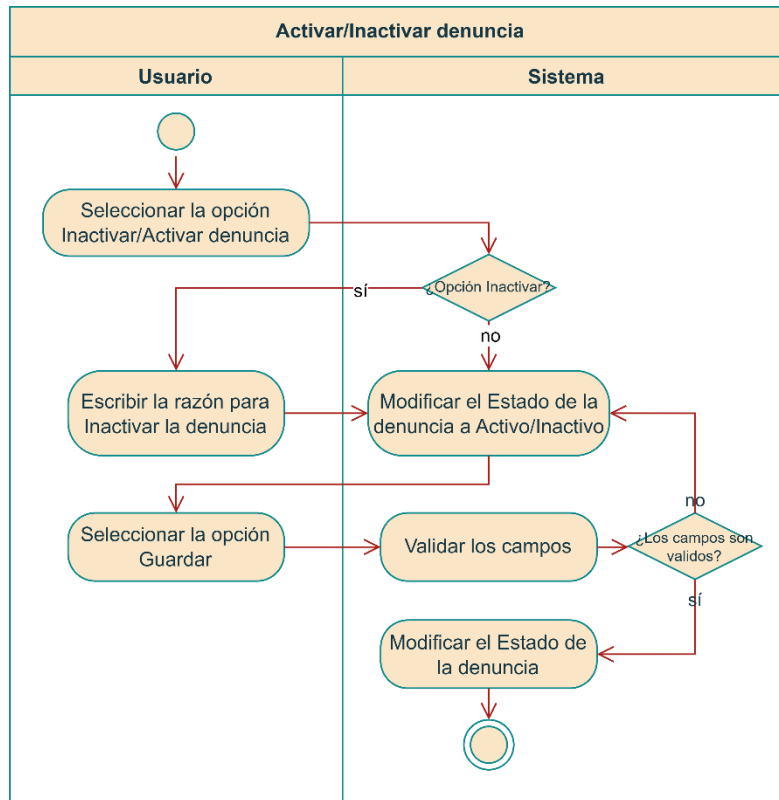 Activar/Inactivar denuncia
Usuario
Sistema
Seleccionar la opción
Inactivar/Activar denuncia
¿Opción Inactivar?
sí
no
Escribir la razón para
Inactivar la denuncia
Modificar el Estado de la
denuncia a Activo/Inactivo
Seleccionar la opción
Guardar
Validar los campos
no
¿Los campos son
validos?
sí
Modificar el Estado de
la denuncia